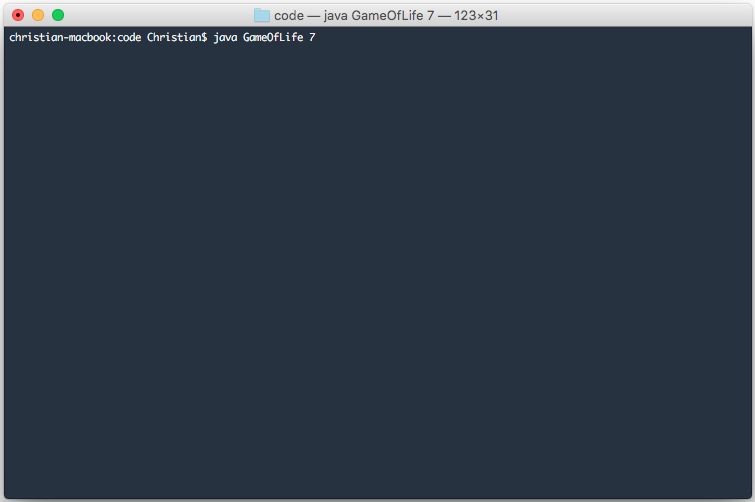 code — java GameOfLife 7 — 123×31
christian-macbook:code Christian$ java GameOfLife 7